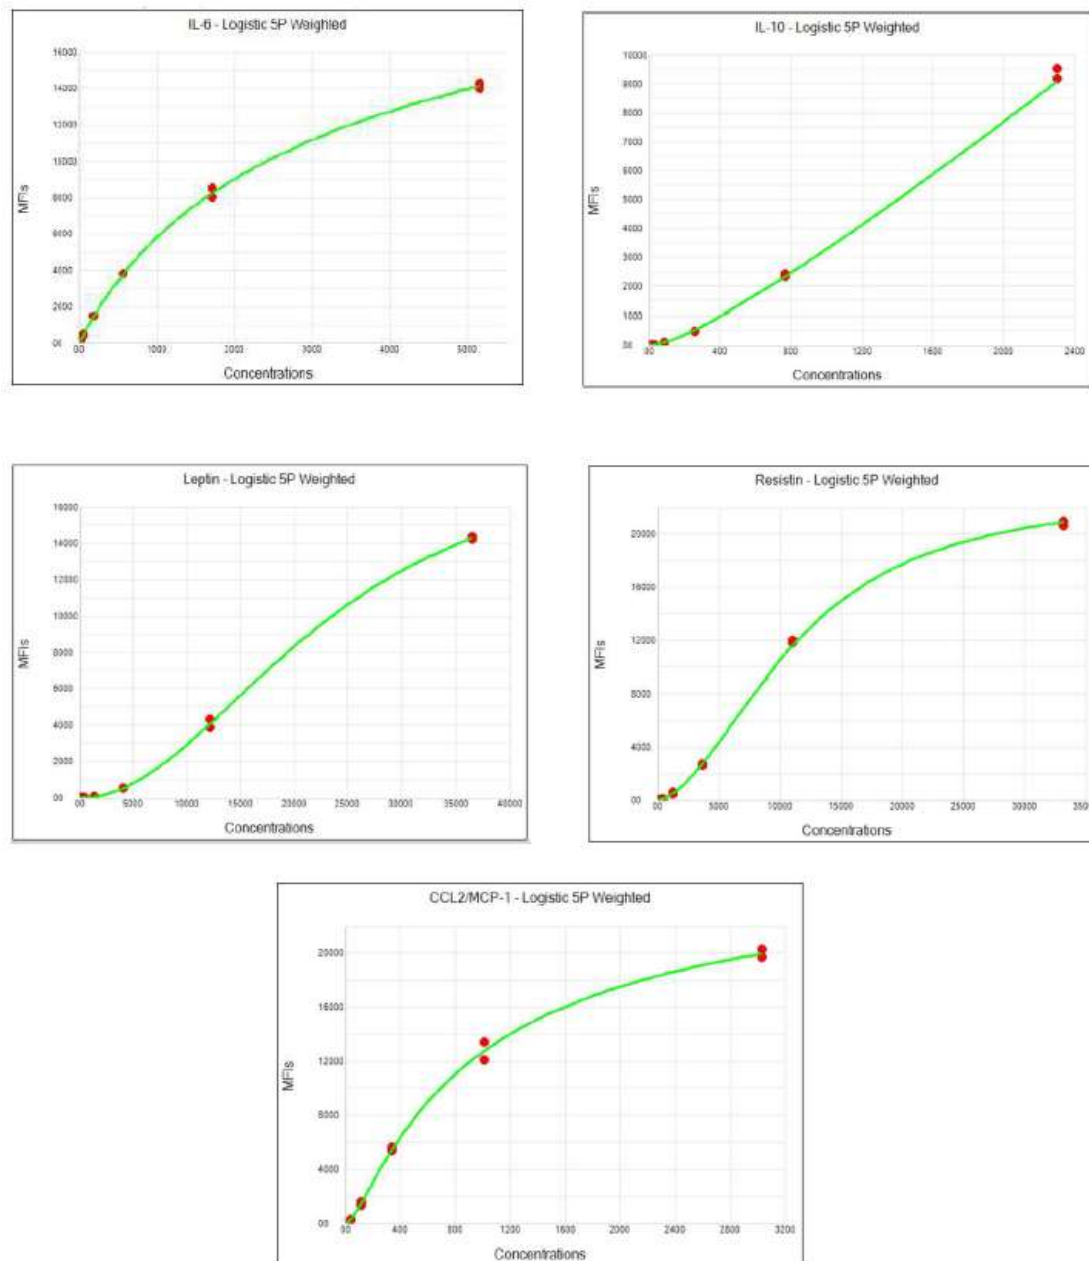 IL-6 - Logistic 5P Weighted
16000
14000
12000
10000
8000
6000
4000
2000
00
00 1000 2000 3000 4000 5000
MFIs
Concentrations
IL-10 - Logistic 5P Weighted
10000
9000
8000
7000
6000
5000
4000
3000
2000
1000
00
00 400 800 1200 1600 2000 2400
MFIs
Concentrations
Leptin - Logistic 5P Weighted
16000
14000
12000
10000
8000
6000
4000
2000
00
00 5000 10000 15000 20000 25000 30000 35000 40000
MFIs
Concentrations
Resistin - Logistic 5P Weighted
20000
16000
12000
8000
4000
00
00 5000 10000 15000 20000 25000 30000 3500
MFIs
Concentrations
CCL2/MCP-1 - Logistic 5P Weighted
20000
16000
12000
8000
4000
00
00 400 800 1200 1600 2000 2400 2800 3200
MFIs
Concentrations